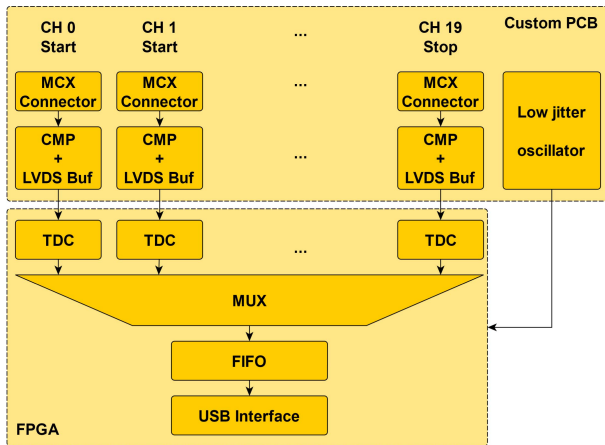 CH 0 CH 1 ... CH 19 Custom PCB
Start Start Stop
MCX MCX ... MCX
Connector Connector Connector
Low jitter
oscillator
CMP CMP CMP
+ + ... +
LVDS Buf LVDS Buf LVDS Buf
TDC TDC ... TDC
MUX
FIFO
USB Interface
FPGA